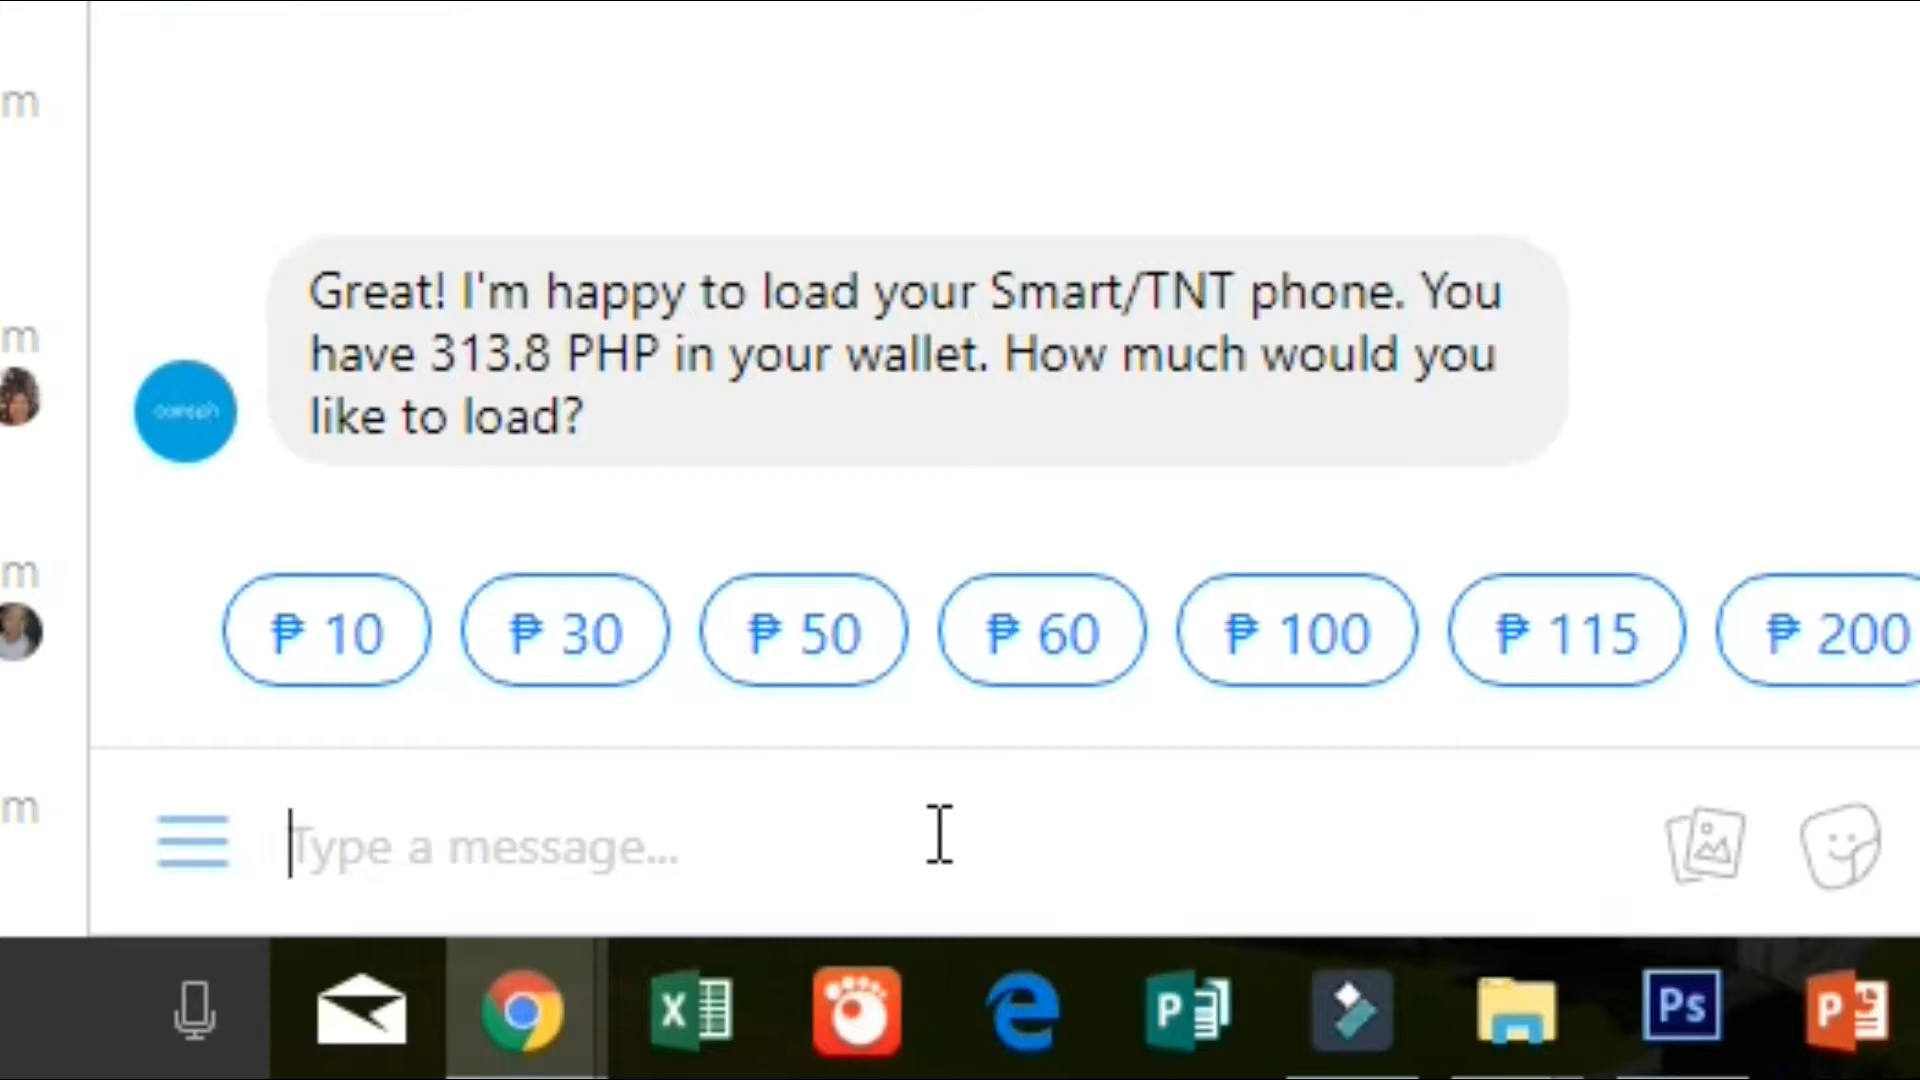 m
m
m
m
Great! I'm happy to load your Smart/TNT phone. You
have 313.8 PHP in your wallet. How much would you
like to load?
₱ 10
₱ 30
₱ 50
₱ 60
₱ 100
₱ 115
₱ 200
Type a message...
X
P
Ps
P